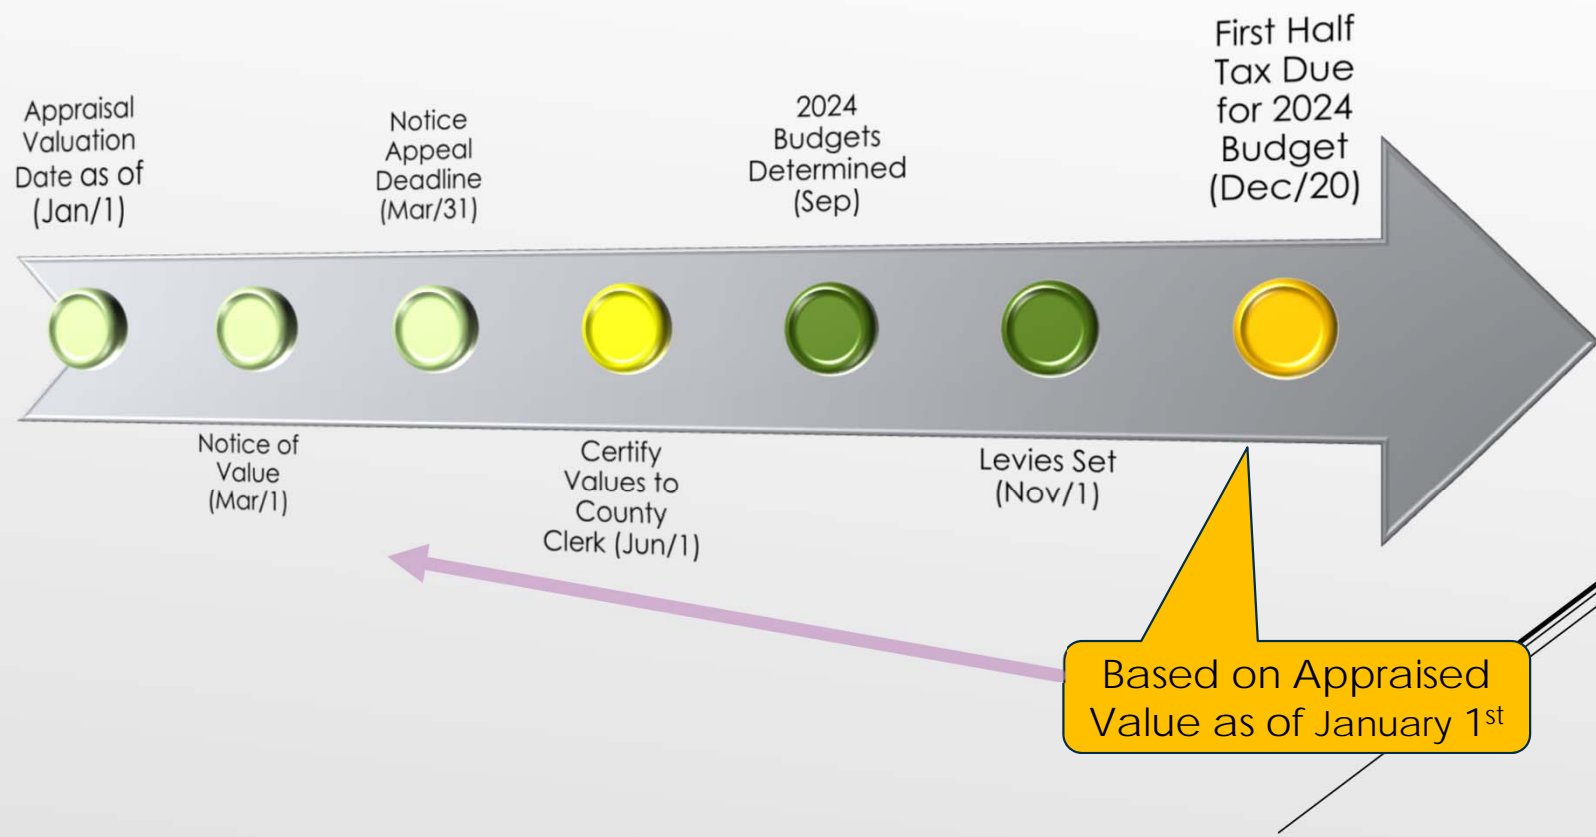 Appraisal
Valuation
Date as of
(Jan/1)
Notice of
Value
(Mar/1)
Notice
Appeal
Deadline
(Mar/31)
Certify
Values to
County
Clerk (Jun/1)
2024
Budgets
Determined
(Sep)
Levies Set
(Nov/1)
First Half
Tax Due
for 2024
Budget
(Dec/20)
Based on Appraised
Value as of January 1st